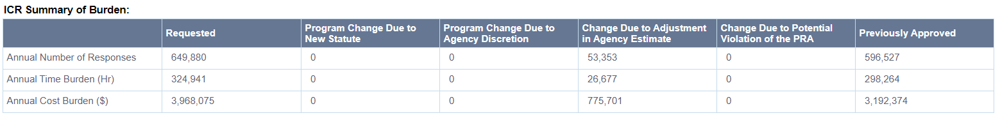 ICR Summary of Burden:
Requested
Program Change Due to
New Statute
Program Change Due to
Agency Discretion
Change Due to Adjustment
in Agency Estimate
Change Due to Potential
Violation of the PRA
Previously Approved
Annual Number of Responses 649,880 0 0 53,353 0 596,527
Annual Time Burden (Hr) 324,941 0 0 26,677 0 298,264
Annual Cost Burden ($) 3,968,075 0 0 775,701 0 3,192,374